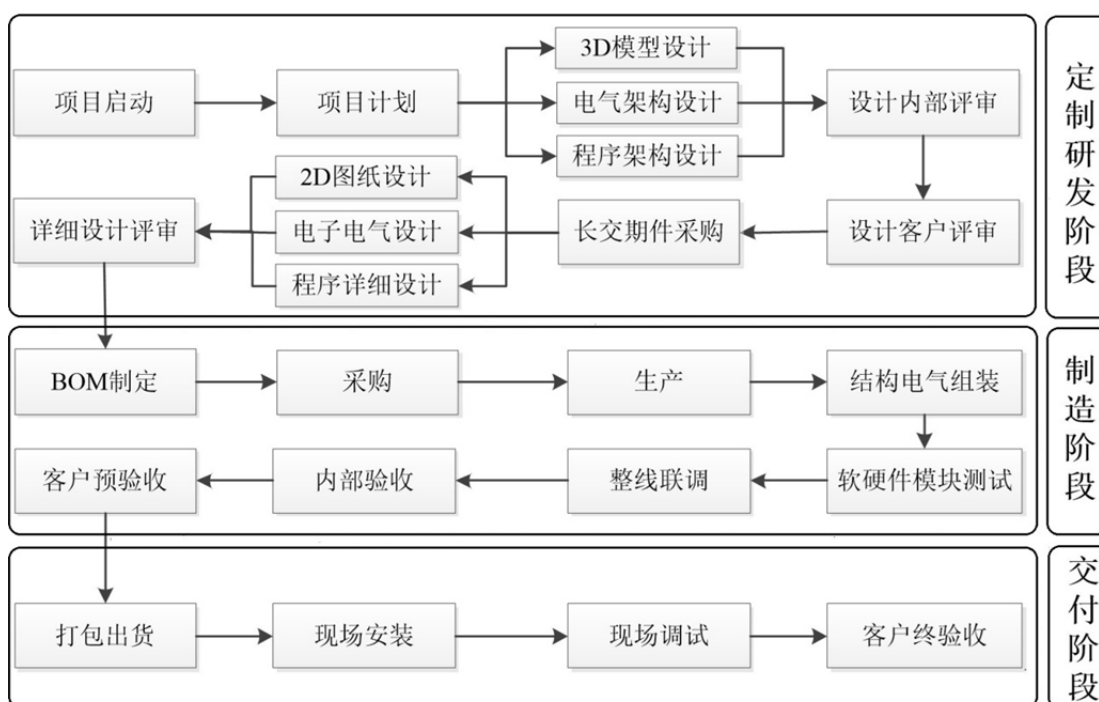 项目启动
项目计划
3D模型设计
电气架构设计
程序架构设计
设计内部评审
设计客户评审
长交期件采购
2D图纸设计
电子电气设计
程序详细设计
详细设计评审
定制研发阶段
BOM制定
采购
生产
结构电气组装
软硬件模块测试
整线联调
内部验收
客户预验收
制造阶段
打包出货
现场安装
现场调试
客户终验收
交付阶段